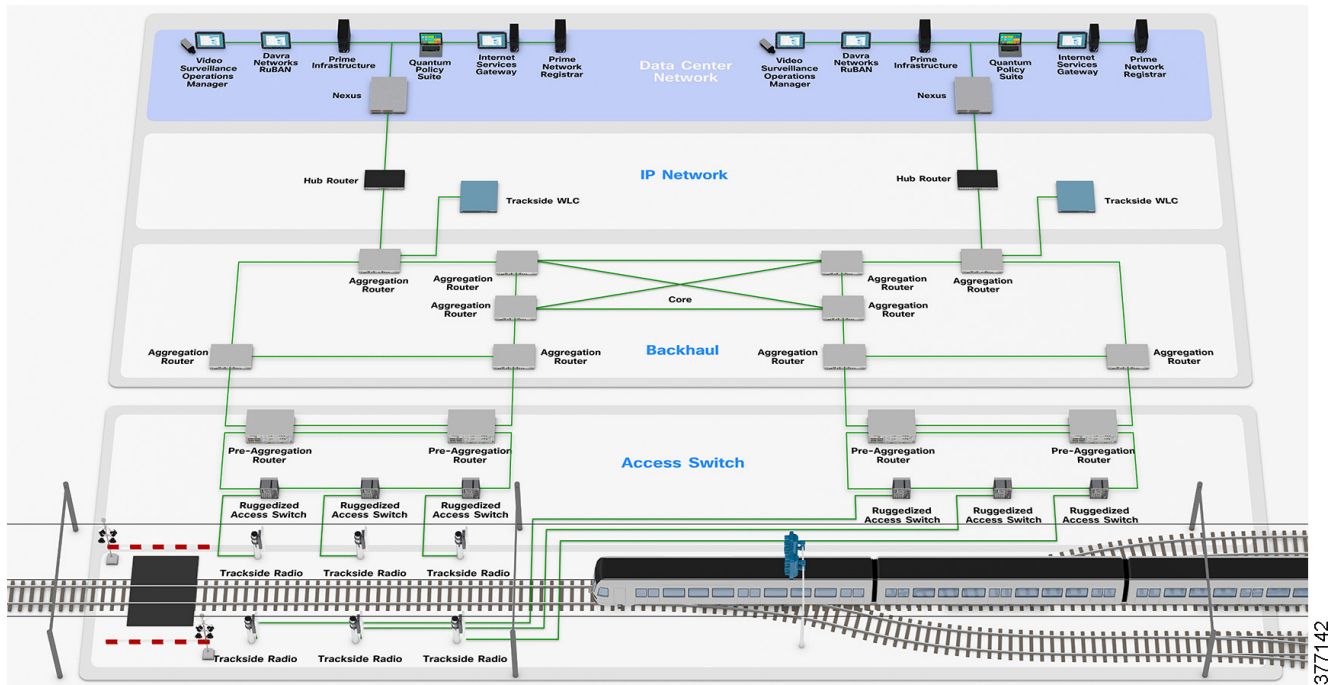 Video
Surveillance
Operations
Manager
Davra
Networks
RuBAN
Prime
Infrastructure
Quantum
Policy
Suite
Internet
Services
Gateway
Prime
Network
Registrar
Data Center
Network
Video
Surveillance
Operations
Manager
Davra
Networks
RuBAN
Prime
Infrastructure
Quantum
Policy
Suite
Internet
Services
Gateway
Prime
Network
Registrar
Nexus
Nexus
Hub Router
IP Network
Hub Router
Trackside WLC
Trackside WLC
Aggregation
Router
Aggregation
Router
Aggregation
Router
Aggregation
Router
Aggregation
Router
Core
Aggregation
Router
Aggregation
Router
Aggregation
Router
Backhaul
Aggregation
Router
Aggregation
Router
Pre-Aggregation
Router
Pre-Aggregation
Router
Access Switch
Pre-Aggregation
Router
Pre-Aggregation
Router
Ruggedized
Access Switch
Ruggedized
Access Switch
Ruggedized
Access Switch
Ruggedized
Access Switch
Ruggedized
Access Switch
Ruggedized
Access Switch
Trackside Radio
Trackside Radio
Trackside Radio
Trackside Radio
Trackside Radio
Trackside Radio
377142